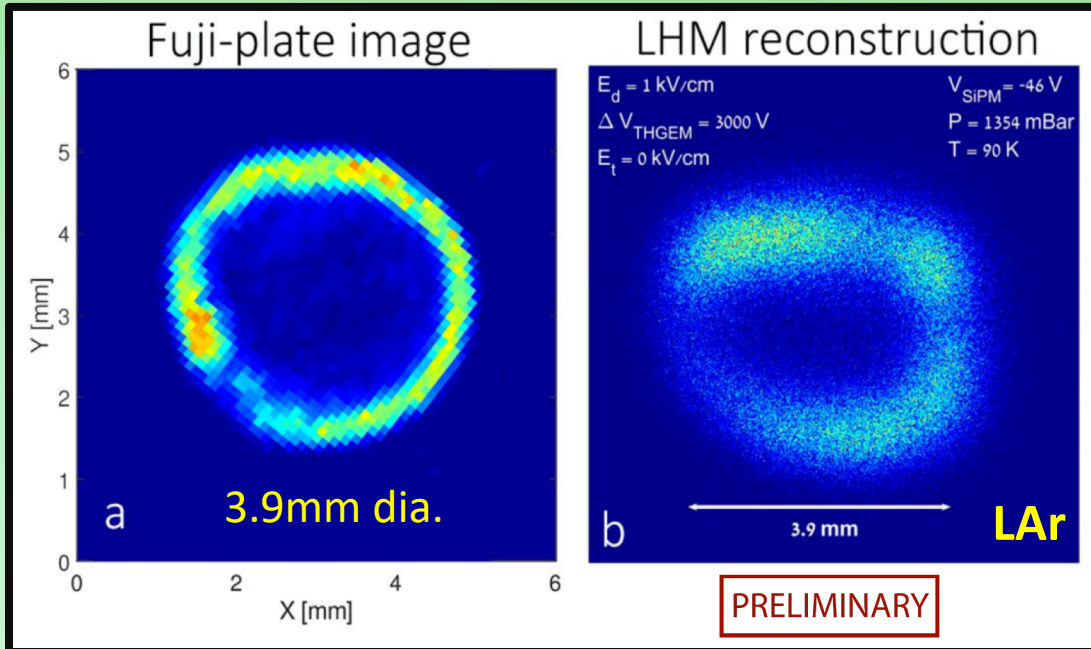 Fuji-plate image
6
5
4
3
2
1
0
Y [mm]
0
2
4
6
X [mm]
a
3.9mm dia.
LHM reconstruction
E_d = 1 kV/cm
Δ V_THGEM = 3000 V
E_t = 0 kV/cm
V_SiPM = -46 V
P = 1354 mBar
T = 90 K
b
3.9 mm
LAr
PRELIMINARY